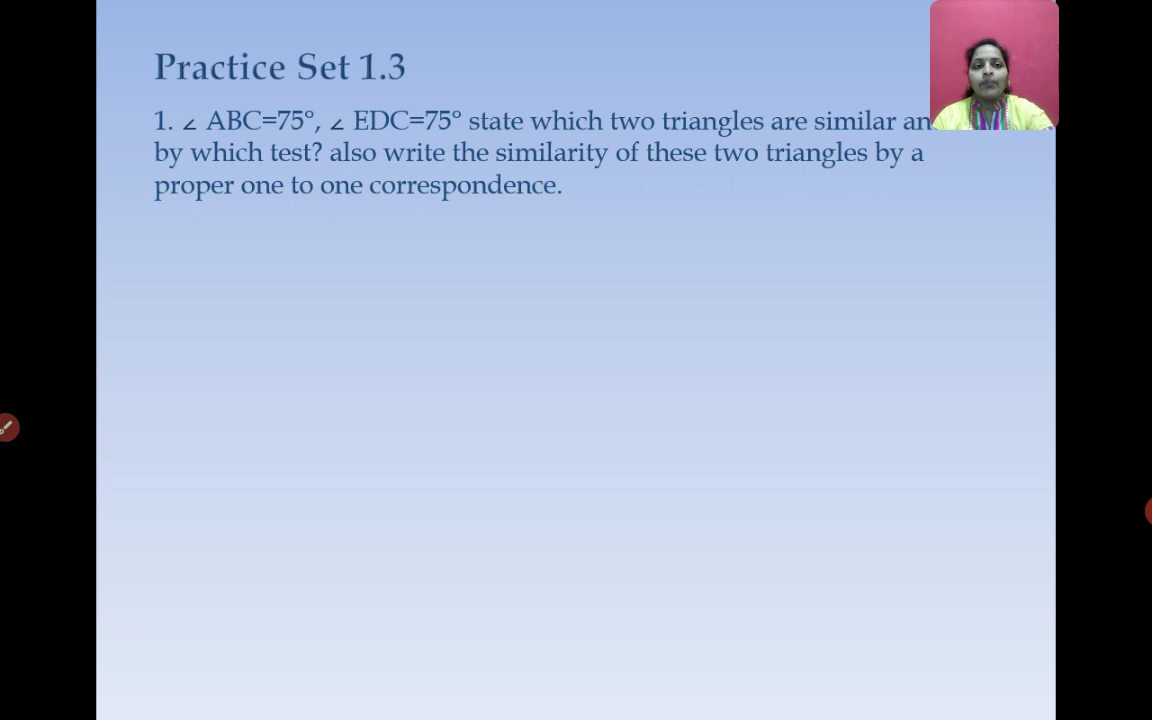 Practice Set 1.3
1. ∠ ABC=75°, ∠ EDC=75° state which two triangles are similar an
by which test? also write the similarity of these two triangles by a
proper one to one correspondence.